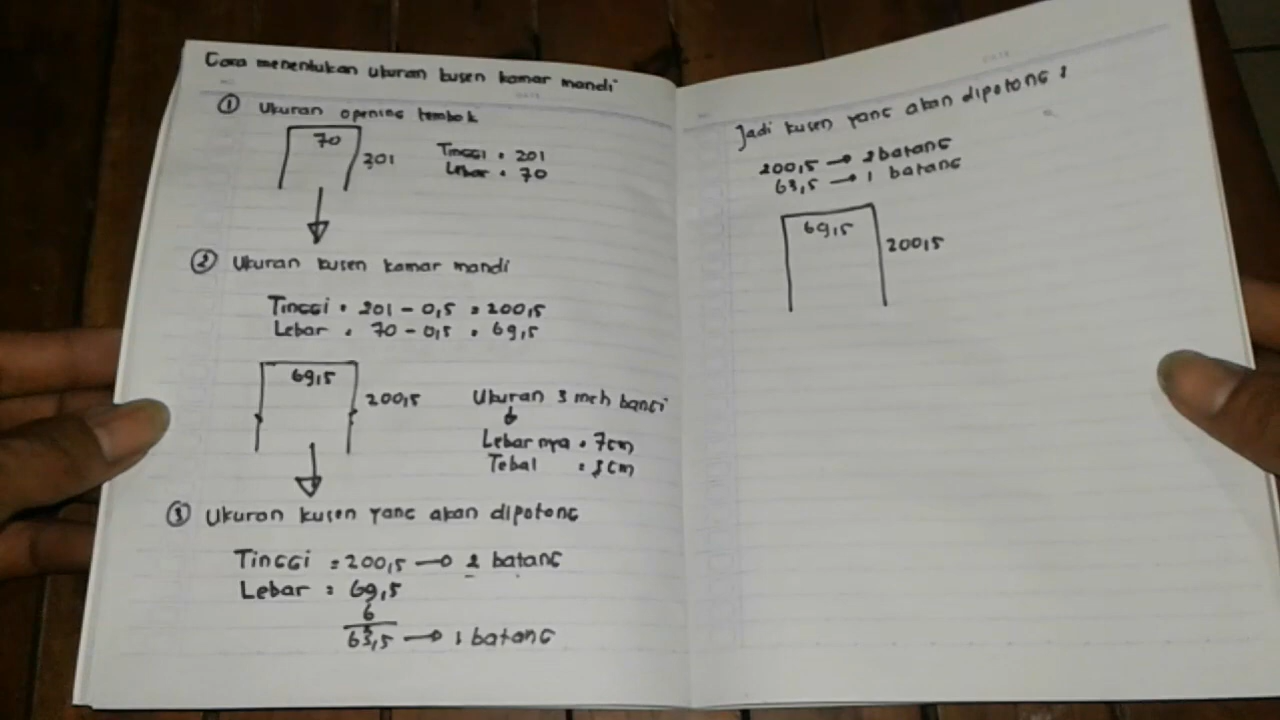 Cara menentukan ukuran kusen kamar mandi
① Ukuran opening tembok
70
201
Tinggi = 201
Lebar = 70
② Ukuran kusen kamar mandi
Tinggi = 201 - 0,5 = 200,5
Lebar = 70 - 0,5 = 69,5
69,5
200,5
Ukuran 3
Lebar nya = 7cm
Tebal = 3cm
③ Ukuran kusen yang akan dipotong
Tinggi = 200,5 → 2 batang
Lebar = 69,5
6
63,5 → 1 batang
Jadi kusen yang akan dipotong :
200,5 → 2 batang
63,5 → 1 batang
69,5
200,5